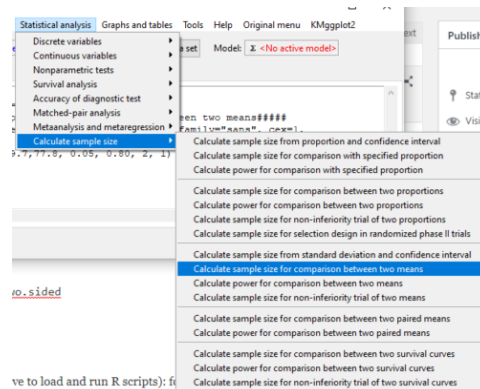 Statistical analysis Graphs and tables Tools Help Original menu KMggplot2
Discrete variables
Continuous variables
Nonparametric tests
Survival analysis
Accuracy of diagnostic test
Matched-pair analysis
Metaanalysis and metaregression
Calculate sample size
a set Model: Σ <No active model>
ext
Publish
Stat
Visi
een two means#####
family="sans", cex=1,
9.7,77.8, 0.05, 0.80, 2, 1)
Calculate sample size from proportion and confidence interval
Calculate sample size for comparison with specified proportion
Calculate power for comparison with specified proportion
Calculate sample size for comparison between two proportions
Calculate power for comparison between two proportions
Calculate sample size for non-inferiority trial of two proportions
Calculate sample size for selection design in randomized phase II trials
Calculate sample size from standard deviation and confidence interval
Calculate sample size for comparison between two means
Calculate power for comparison between two means
Calculate sample size for non-inferiority trial of two means
Calculate sample size for comparison between two paired means
Calculate power for comparison between two paired means
Calculate sample size for comparison between two survival curves
Calculate power for comparison between two survival curves
Calculate sample size for non-inferiority trial of two survival curves
wo.sided
ve to load and run R scripts): fo